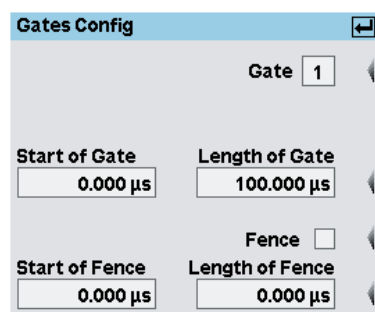 Gates Config
Gate 1
Start of Gate Length of Gate
0.000 µs 100.000 µs
Fence
Start of Fence Length of Fence
0.000 µs 0.000 µs